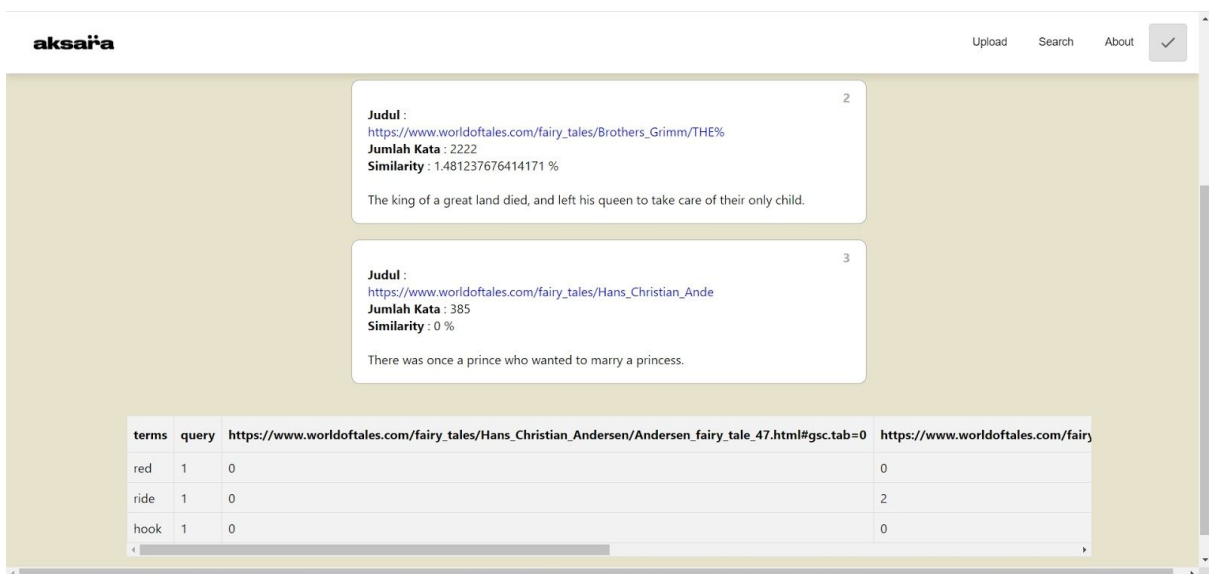 aksara
Upload Search About
2
Judul :
https://www.worldoftales.com/fairy_tales/Brothers_Grimm/THE%
Jumlah Kata : 2222
Similarity : 1.481237676414171 %
The king of a great land died, and left his queen to take care of their only child.
3
Judul :
https://www.worldoftales.com/fairy_tales/Hans_Christian_Ande
Jumlah Kata : 385
Similarity : 0 %
There was once a prince who wanted to marry a princess.
terms query https://www.worldoftales.com/fairy_tales/Hans_Christian_Andersen/Andersen_fairy_tale_47.html#gsc.tab=0 https://www.worldoftales.com/fairy
red 1 0 0
ride 1 0 2
hook 1 0 0